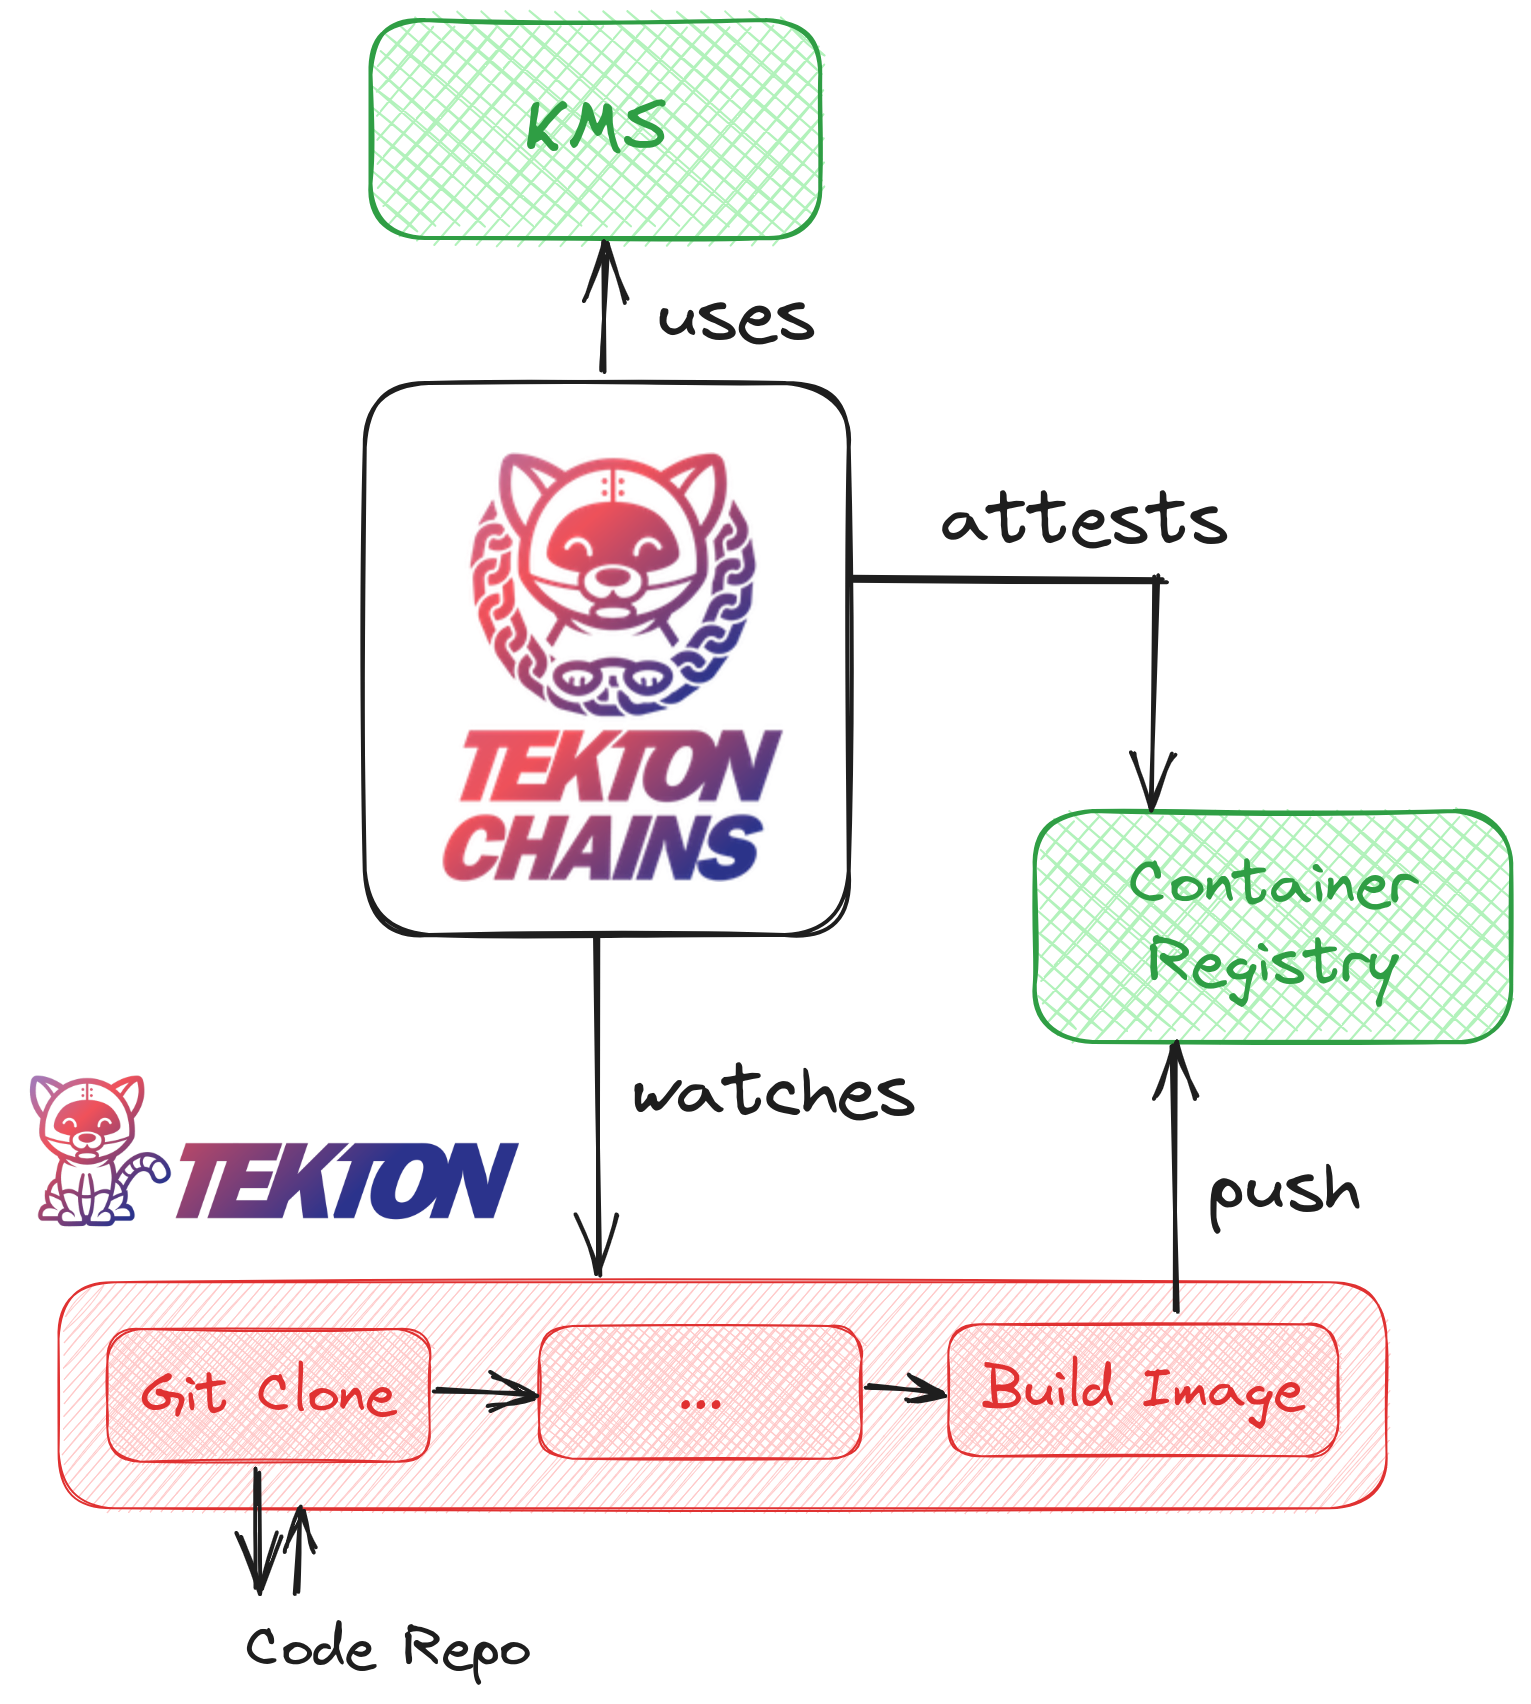 KMS
uses
TEKTON
CHAINS
attests
Container
Registry
watches
TEKTON
push
Git Clone
...
Build Image
Code Repo